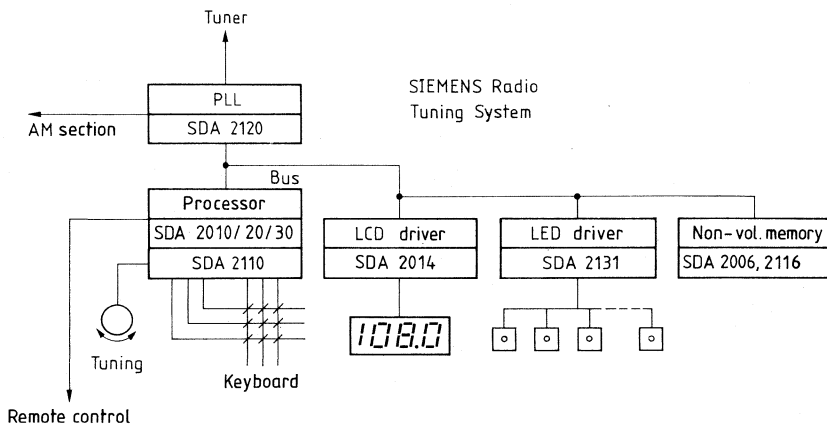 Tuner
SIEMENS Radio
Tuning System
PLL
SDA 2120
AM section
Bus
Processor
SDA 2010/20/30
SDA 2110
LCD driver
SDA 2014
LED driver
SDA 2131
Non-vol. memory
SDA 2006, 2116
108.0
Tuning
Keyboard
Remote control